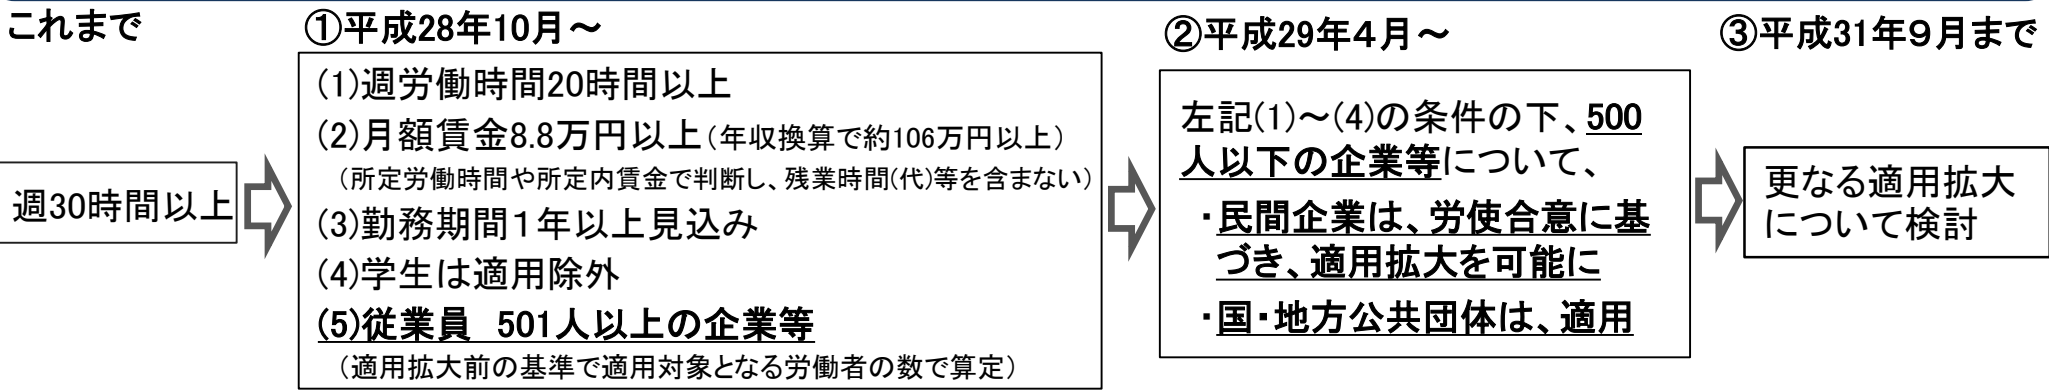 これまで
週30時間以上
①平成28年10月～
(1)週労働時間20時間以上
(2)月額賃金8.8万円以上（年収換算で約106万円以上）
（所定労働時間や所定内賃金で判断し、残業時間(代)等を含まない）
(3)勤務期間１年以上見込み
(4)学生は適用除外
(5)従業員　501人以上の企業等
（適用拡大前の基準で適用対象となる労働者の数で算定）
②平成29年４月～
左記(1)～(4)の条件の下、500
人以下の企業等について、
・民間企業は、労使合意に基
づき、適用拡大を可能に
・国・地方公共団体は、適用
③平成31年９月まで
更なる適用拡大
について検討